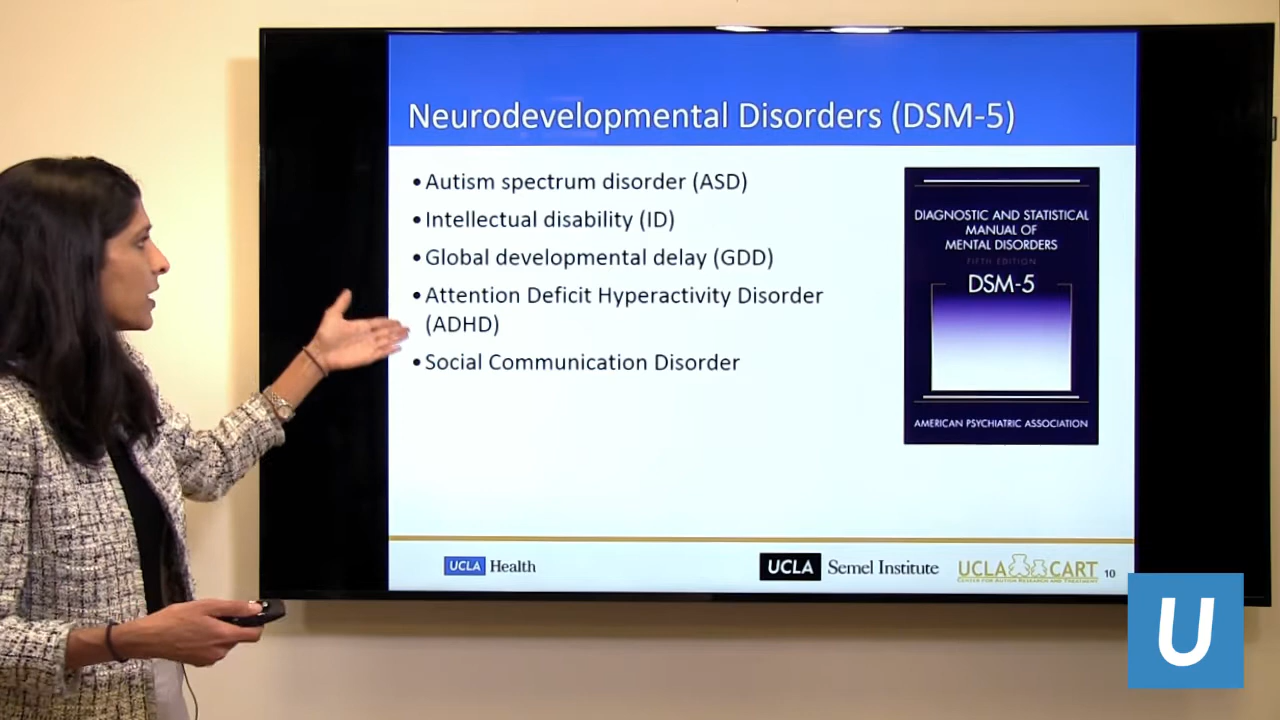 Neurodevelopmental Disorders (DSM-5)
• Autism spectrum disorder (ASD)
• Intellectual disability (ID)
• Global developmental delay (GDD)
• Attention Deficit Hyperactivity Disorder
(ADHD)
• Social Communication Disorder
DIAGNOSTIC AND STATISTICAL
MANUAL OF
MENTAL DISORDERS
FIFTH EDITION
DSM-5
AMERICAN PSYCHIATRIC ASSOCIATION
UCLA Health
UCLA Semel Institute
UCLA CART
CENTER FOR AUTISM RESEARCH AND TREATMENT
10
U